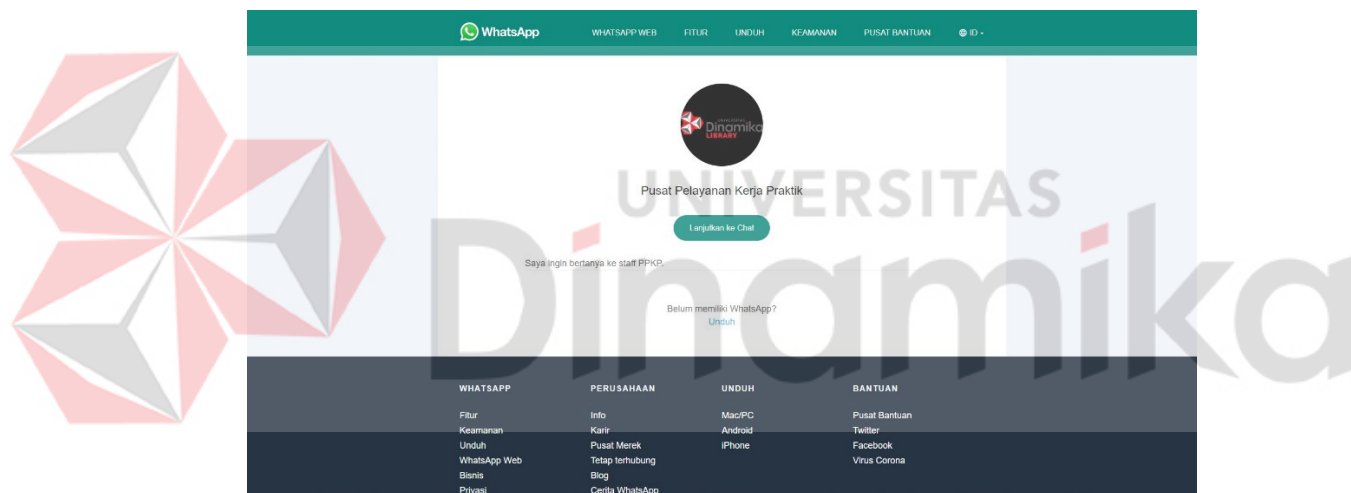 WhatsApp
WHATSAPP WEB FITUR UNDUH KEAMANAN PUSAT BANTUAN ID
UNIVERSITAS
Dinamika
Dinamika
LIBRARY
Pusat Pelayanan Kerja Praktik
Lanjutkan ke Chat
Saya ingin bertanya ke staff PPKP.
Belum memiliki WhatsApp?
Unduh
WHATSAPP PERUSAHAAN UNDUH BANTUAN
Fitur Info Mac/PC Pusat Bantuan
Keamanan Karir Android Twitter
Unduh Pusat Merek iPhone Facebook
WhatsApp Web Tetap terhubung Virus Corona
Bisnis Blog
Privasi Cerita WhatsApp